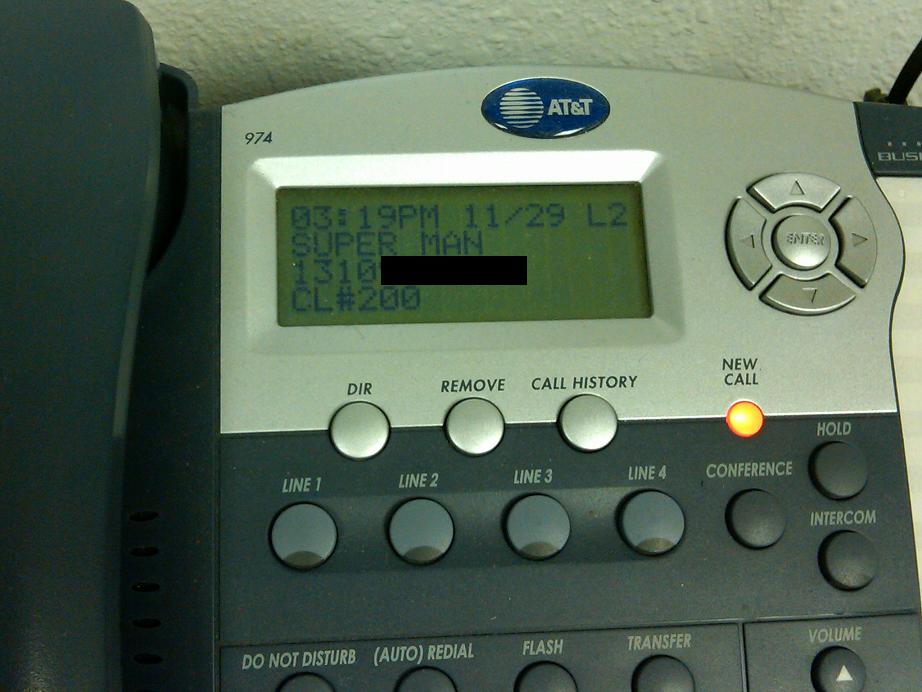 AT&T
974
BUSI
03:19PM 11/29 L2
SUPER MAN
1310
CL#200
ENTER
DIR
REMOVE
CALL HISTORY
NEW
CALL
HOLD
LINE 1
LINE 2
LINE 3
LINE 4
CONFERENCE
INTERCOM
DO NOT DISTURB
(AUTO) REDIAL
FLASH
TRANSFER
VOLUME